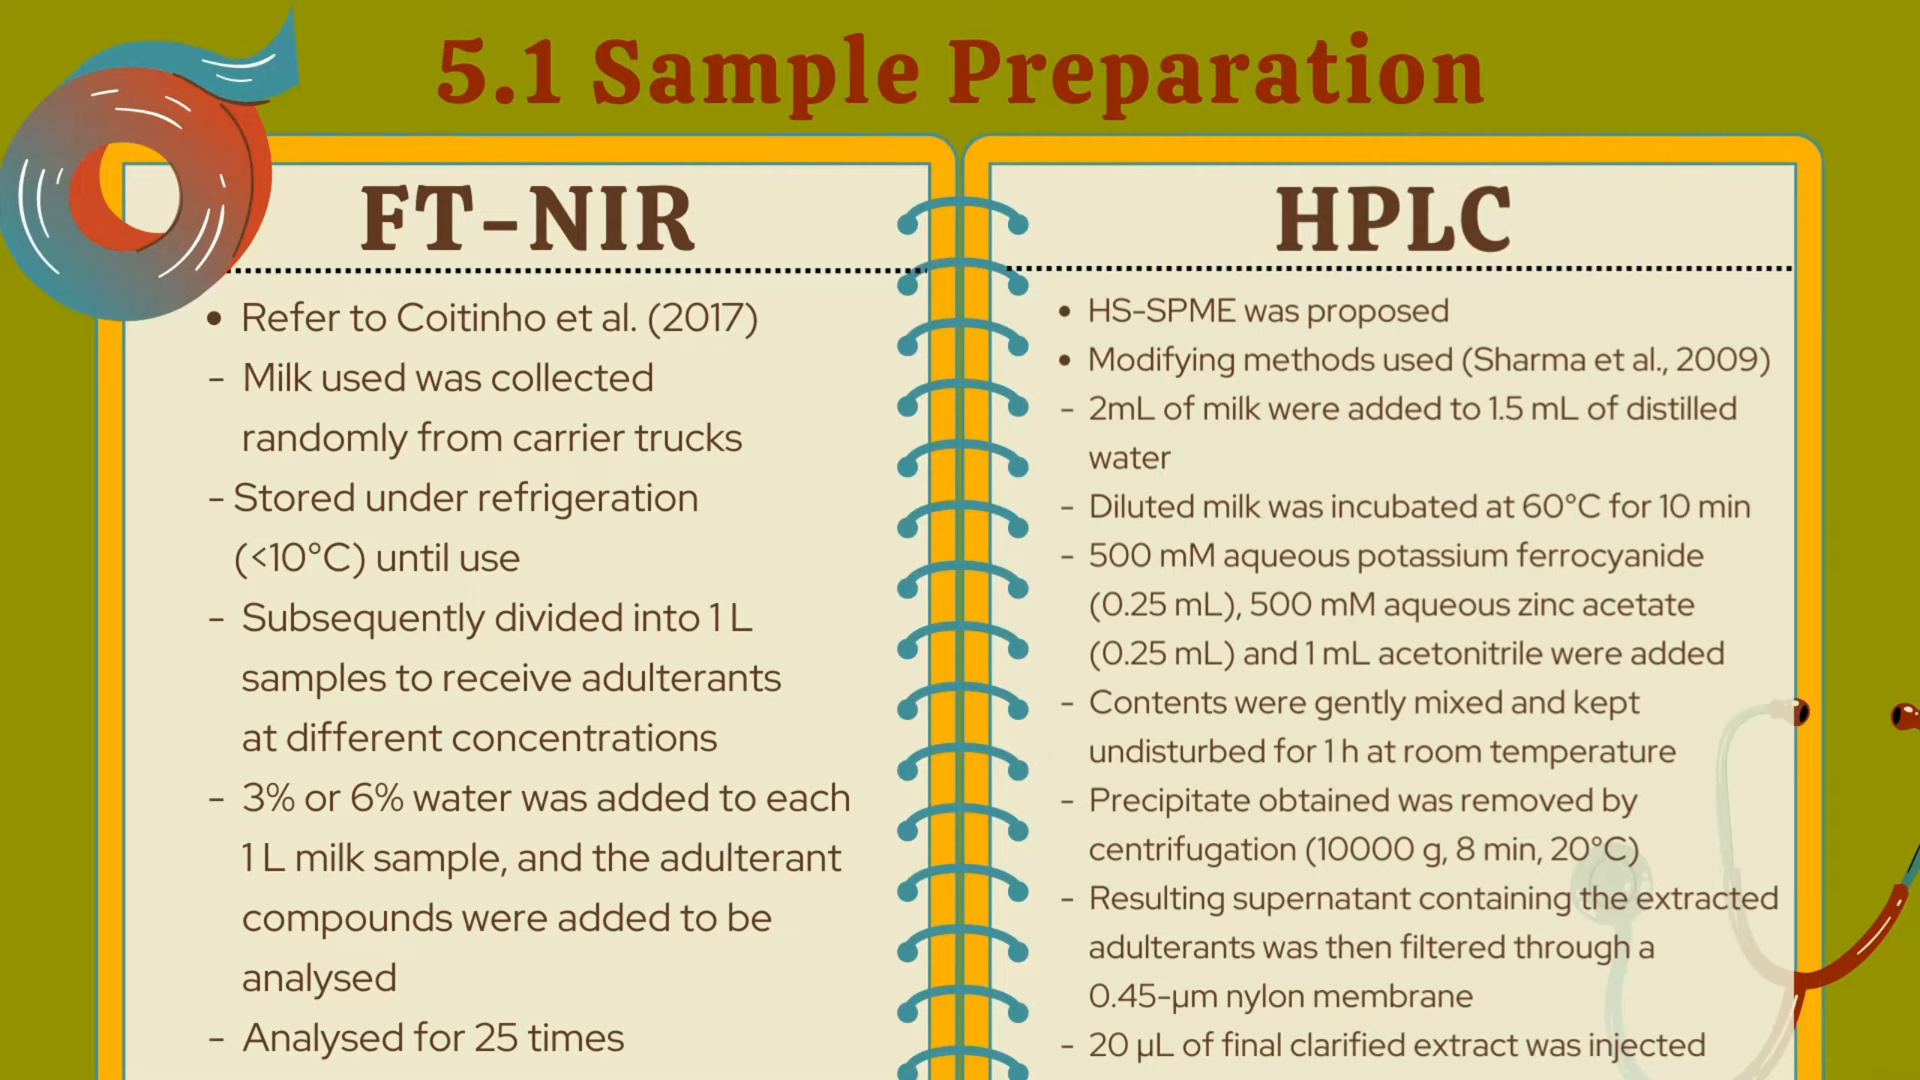 5.1 Sample Preparation
FT-NIR
• Refer to Coitinho et al. (2017)
- Milk used was collected
randomly from carrier trucks
- Stored under refrigeration
(<10°C) until use
- Subsequently divided into 1 L
samples to receive adulterants
at different concentrations
- 3% or 6% water was added to each
1 L milk sample, and the adulterant
compounds were added to be
analysed
- Analysed for 25 times
HPLC
• HS-SPME was proposed
• Modifying methods used (Sharma et al., 2009)
- 2mL of milk were added to 1.5 mL of distilled
water
- Diluted milk was incubated at 60°C for 10 min
- 500 mM aqueous potassium ferrocyanide
(0.25 mL), 500 mM aqueous zinc acetate
(0.25 mL) and 1 mL acetonitrile were added
- Contents were gently mixed and kept
undisturbed for 1 h at room temperature
- Precipitate obtained was removed by
centrifugation (10000 g, 8 min, 20°C)
- Resulting supernatant containing the extracted
adulterants was then filtered through a
0.45-μm nylon membrane
- 20 μL of final clarified extract was injected